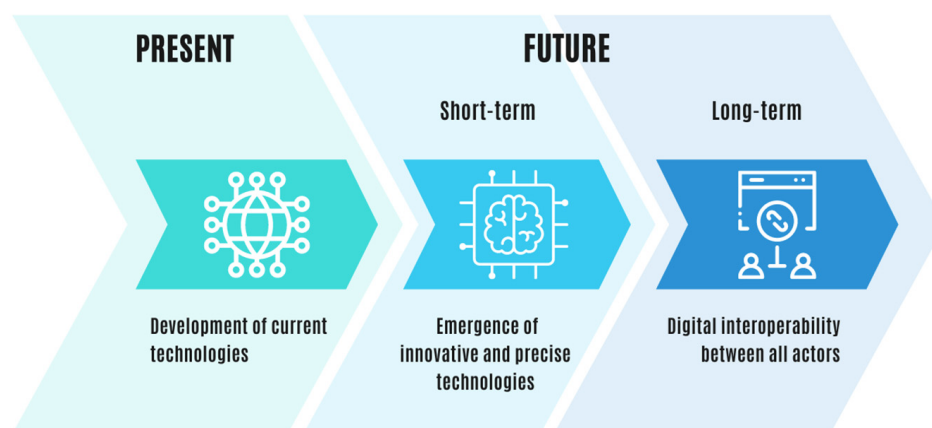 PRESENT
FUTURE
Short-term
Long-term
Development of current
technologies
Emergence of
innovative and precise
technologies
Digital interoperability
between all actors